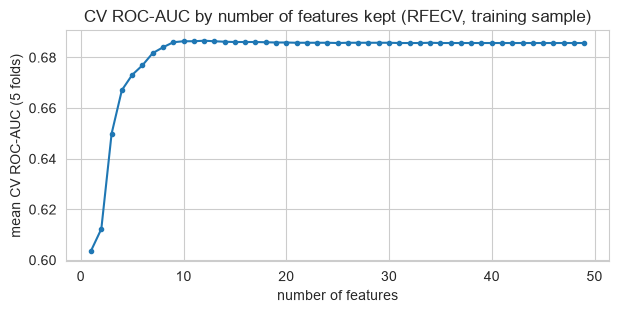 CV ROC-AUC by number of features kept (RFECV, training sample)
mean CV ROC-AUC (5 folds)
0.68
0.66
0.64
0.62
0.60
0 10 20 30 40 50
number of features